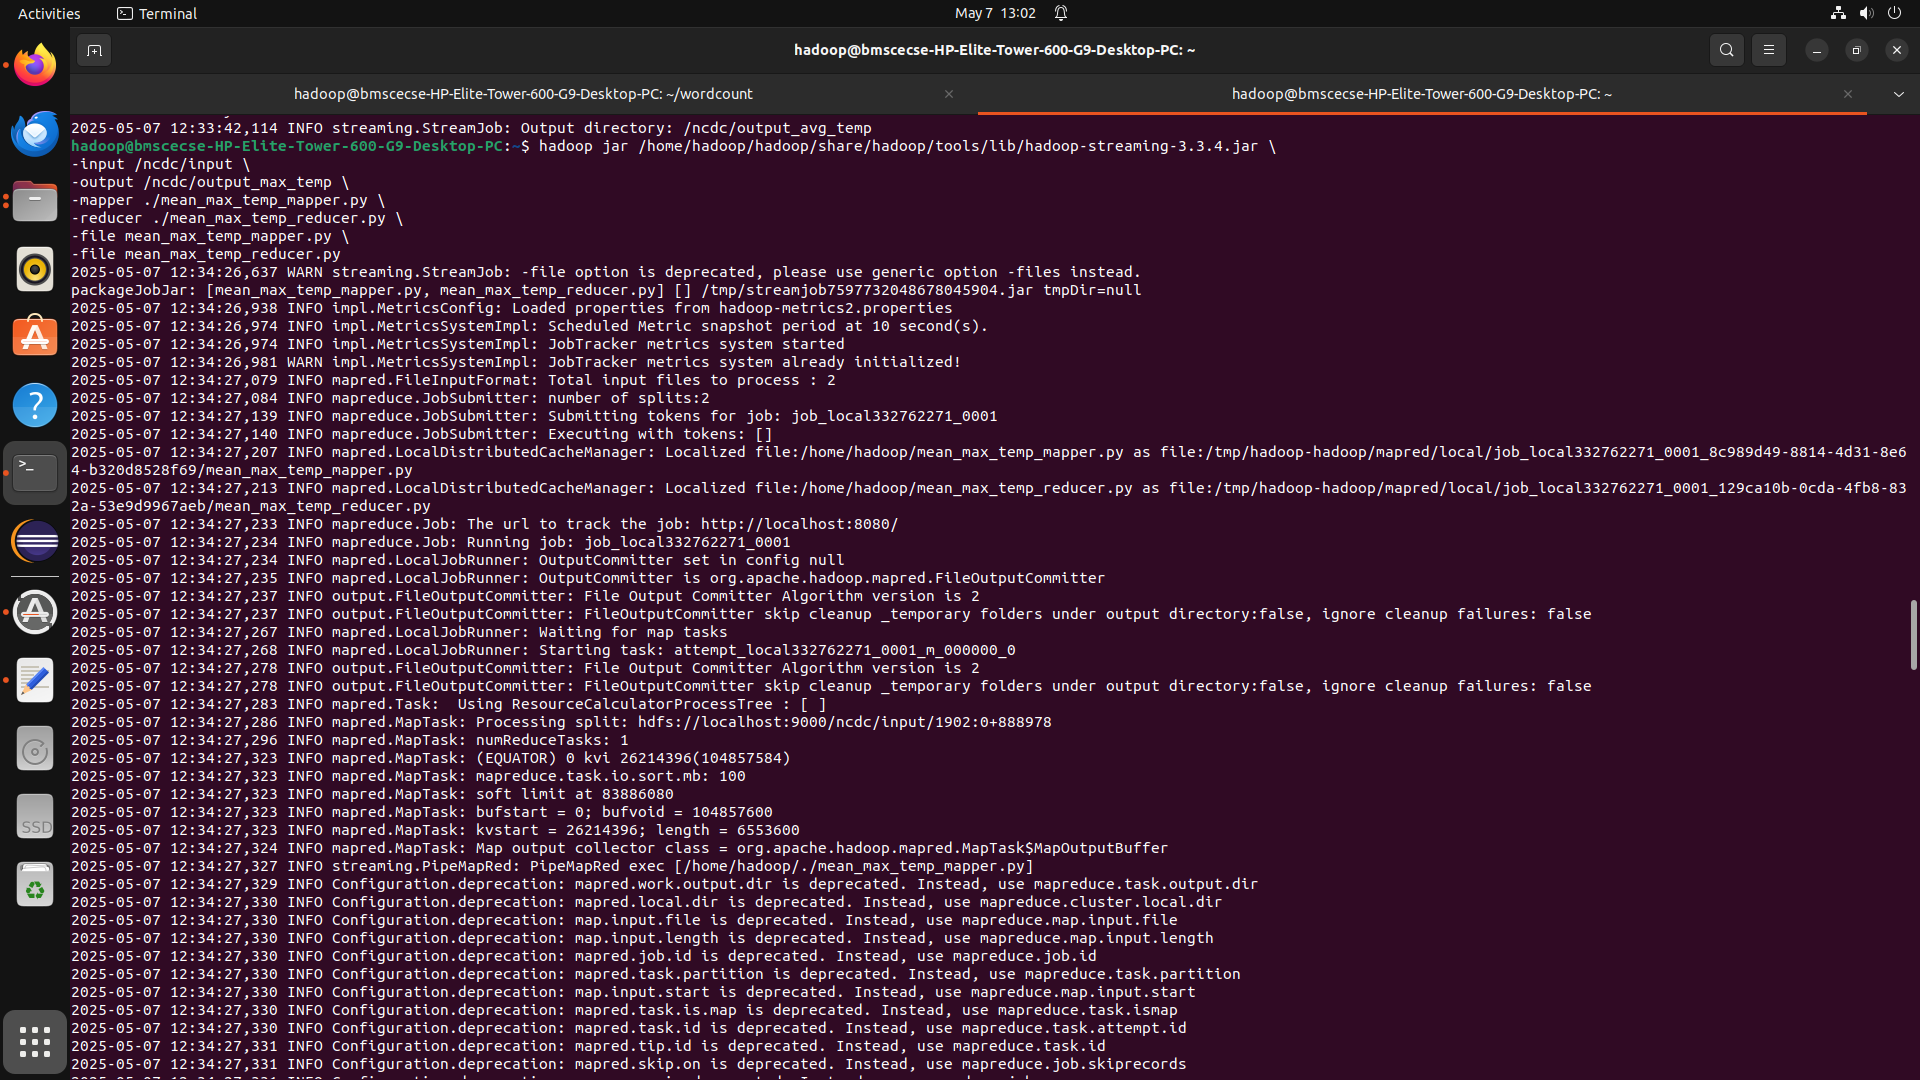 Activities
Terminal
May 7 13:02
hadoop@bmscecse-HP-Elite-Tower-600-G9-Desktop-PC: ~
hadoop@bmscecse-HP-Elite-Tower-600-G9-Desktop-PC: ~/wordcount
hadoop@bmscecse-HP-Elite-Tower-600-G9-Desktop-PC: ~
2025-05-07 12:33:42,114 INFO streaming.StreamJob: Output directory: /ncdc/output_avg_temp
hadoop@bmscecse-HP-Elite-Tower-600-G9-Desktop-PC:~$ hadoop jar /home/hadoop/hadoop/share/hadoop/tools/lib/hadoop-streaming-3.3.4.jar \
-input /ncdc/input \
-output /ncdc/output_max_temp \
-mapper ./mean_max_temp_mapper.py \
-reducer ./mean_max_temp_reducer.py \
-file mean_max_temp_mapper.py \
-file mean_max_temp_reducer.py
2025-05-07 12:34:26,637 WARN streaming.StreamJob: -file option is deprecated, please use generic option -files instead.
packageJobJar: [mean_max_temp_mapper.py, mean_max_temp_reducer.py] [] /tmp/streamjob7597732048678045904.jar tmpDir=null
2025-05-07 12:34:26,938 INFO impl.MetricsConfig: Loaded properties from hadoop-metrics2.properties
2025-05-07 12:34:26,974 INFO impl.MetricsSystemImpl: Scheduled Metric snapshot period at 10 second(s).
2025-05-07 12:34:26,974 INFO impl.MetricsSystemImpl: JobTracker metrics system started
2025-05-07 12:34:26,981 WARN impl.MetricsSystemImpl: JobTracker metrics system already initialized!
2025-05-07 12:34:27,079 INFO mapred.FileInputFormat: Total input files to process : 2
2025-05-07 12:34:27,084 INFO mapreduce.JobSubmitter: number of splits:2
2025-05-07 12:34:27,139 INFO mapreduce.JobSubmitter: Submitting tokens for job: job_local332762271_0001
2025-05-07 12:34:27,140 INFO mapreduce.JobSubmitter: Executing with tokens: []
2025-05-07 12:34:27,207 INFO mapred.LocalDistributedCacheManager: Localized file:/home/hadoop/mean_max_temp_mapper.py as file:/tmp/hadoop-hadoop/mapred/local/job_local332762271_0001_8c989d49-8814-4d31-8e6
4-b320d8528f69/mean_max_temp_mapper.py
2025-05-07 12:34:27,213 INFO mapred.LocalDistributedCacheManager: Localized file:/home/hadoop/mean_max_temp_reducer.py as file:/tmp/hadoop-hadoop/mapred/local/job_local332762271_0001_129ca10b-0cda-4fb8-83
2a-53e9d9967aeb/mean_max_temp_reducer.py
2025-05-07 12:34:27,233 INFO mapreduce.Job: The url to track the job: http://localhost:8080/
2025-05-07 12:34:27,234 INFO mapreduce.Job: Running job: job_local332762271_0001
2025-05-07 12:34:27,234 INFO mapred.LocalJobRunner: OutputCommitter set in config null
2025-05-07 12:34:27,235 INFO mapred.LocalJobRunner: OutputCommitter is org.apache.hadoop.mapred.FileOutputCommitter
2025-05-07 12:34:27,237 INFO output.FileOutputCommitter: File Output Committer Algorithm version is 2
2025-05-07 12:34:27,237 INFO output.FileOutputCommitter: FileOutputCommitter skip cleanup _temporary folders under output directory:false, ignore cleanup failures: false
2025-05-07 12:34:27,267 INFO mapred.LocalJobRunner: Waiting for map tasks
2025-05-07 12:34:27,268 INFO mapred.LocalJobRunner: Starting task: attempt_local332762271_0001_m_000000_0
2025-05-07 12:34:27,278 INFO output.FileOutputCommitter: File Output Committer Algorithm version is 2
2025-05-07 12:34:27,278 INFO output.FileOutputCommitter: FileOutputCommitter skip cleanup _temporary folders under output directory:false, ignore cleanup failures: false
2025-05-07 12:34:27,283 INFO mapred.Task:  Using ResourceCalculatorProcessTree : [ ]
2025-05-07 12:34:27,286 INFO mapred.MapTask: Processing split: hdfs://localhost:9000/ncdc/input/1902:0+888978
2025-05-07 12:34:27,296 INFO mapred.MapTask: numReduceTasks: 1
2025-05-07 12:34:27,323 INFO mapred.MapTask: (EQUATOR) 0 kvi 26214396(104857584)
2025-05-07 12:34:27,323 INFO mapred.MapTask: mapreduce.task.io.sort.mb: 100
2025-05-07 12:34:27,323 INFO mapred.MapTask: soft limit at 83886080
2025-05-07 12:34:27,323 INFO mapred.MapTask: bufstart = 0; bufvoid = 104857600
2025-05-07 12:34:27,323 INFO mapred.MapTask: kvstart = 26214396; length = 6553600
2025-05-07 12:34:27,324 INFO mapred.MapTask: Map output collector class = org.apache.hadoop.mapred.MapTask$MapOutputBuffer
2025-05-07 12:34:27,327 INFO streaming.PipeMapRed: PipeMapRed exec [/home/hadoop/./mean_max_temp_mapper.py]
2025-05-07 12:34:27,329 INFO Configuration.deprecation: mapred.work.output.dir is deprecated. Instead, use mapreduce.task.output.dir
2025-05-07 12:34:27,330 INFO Configuration.deprecation: mapred.local.dir is deprecated. Instead, use mapreduce.cluster.local.dir
2025-05-07 12:34:27,330 INFO Configuration.deprecation: map.input.file is deprecated. Instead, use mapreduce.map.input.file
2025-05-07 12:34:27,330 INFO Configuration.deprecation: map.input.length is deprecated. Instead, use mapreduce.map.input.length
2025-05-07 12:34:27,330 INFO Configuration.deprecation: mapred.job.id is deprecated. Instead, use mapreduce.job.id
2025-05-07 12:34:27,330 INFO Configuration.deprecation: mapred.task.partition is deprecated. Instead, use mapreduce.task.partition
2025-05-07 12:34:27,330 INFO Configuration.deprecation: map.input.start is deprecated. Instead, use mapreduce.map.input.start
2025-05-07 12:34:27,330 INFO Configuration.deprecation: mapred.task.is.map is deprecated. Instead, use mapreduce.task.ismap
2025-05-07 12:34:27,330 INFO Configuration.deprecation: mapred.task.id is deprecated. Instead, use mapreduce.task.attempt.id
2025-05-07 12:34:27,331 INFO Configuration.deprecation: mapred.tip.id is deprecated. Instead, use mapreduce.task.id
2025-05-07 12:34:27,331 INFO Configuration.deprecation: mapred.skip.on is deprecated. Instead, use mapreduce.job.skiprecords
SSD